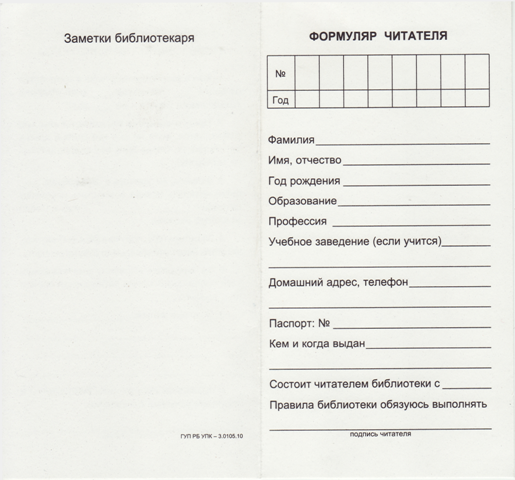 Заметки библиотекаря
ГУП РБ УПК – 3.0105.10
ФОРМУЛЯР ЧИТАТЕЛЯ
№
Год
Фамилия
Имя, отчество
Год рождения
Образование
Профессия
Учебное заведение (если учится)
Домашний адрес, телефон
Паспорт: №
Кем и когда выдан
Состоит читателем библиотеки с
Правила библиотеки обязуюсь выполнять
подпись читателя